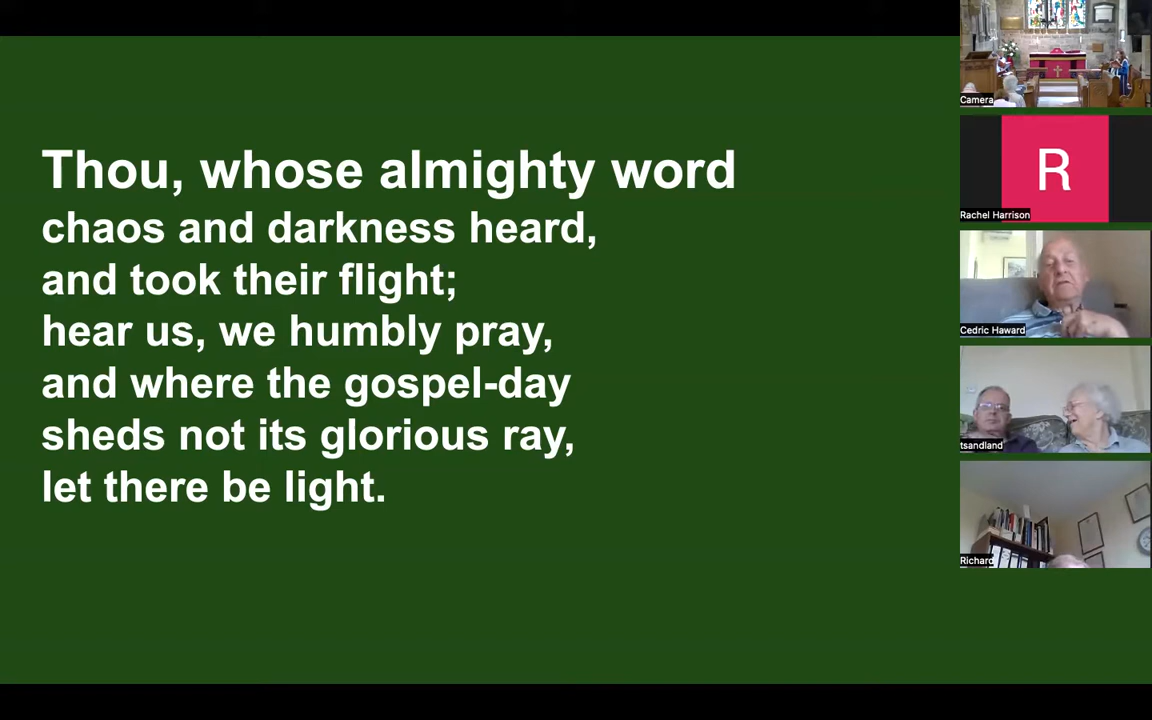 Thou, whose almighty word
chaos and darkness heard,
and took their flight;
hear us, we humbly pray,
and where the gospel-day
sheds not its glorious ray,
let there be light.
Camera
R
Rachel Harrison
Cedric Haward
tsandland
Richard